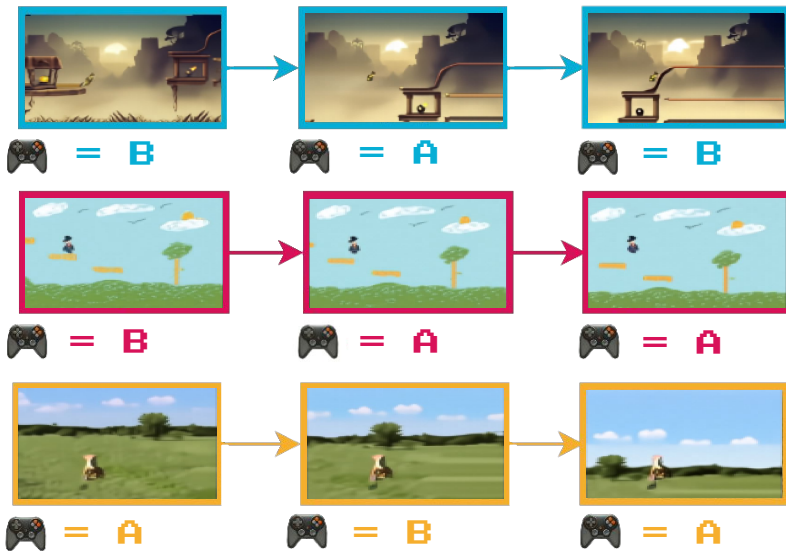 = B = A = B
= B = A = A
= A = B = A